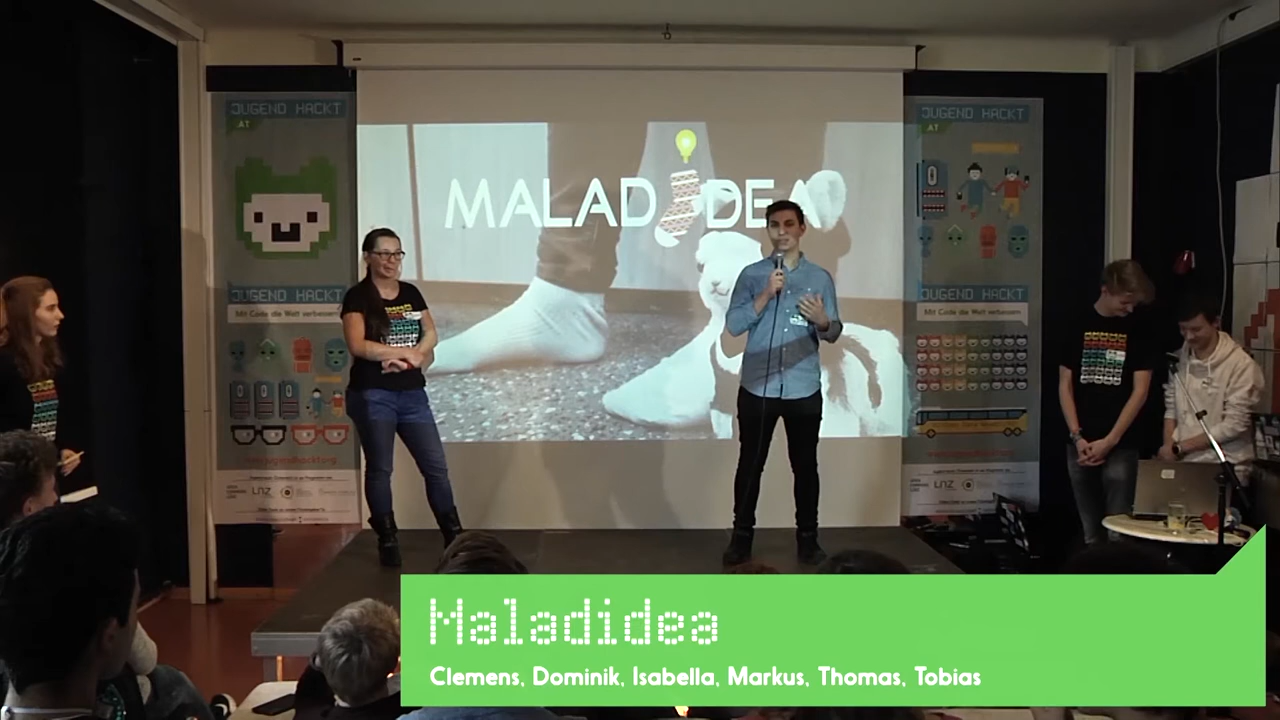 JUGEND HACKT
.AT
JUGEND HACKT
Mit Code die Welt verbessern
MALAD DEA
JUGEND HACKT
.AT
JUGEND HACKT
Mit Code die Welt verbessern
Maladidea
Clemens, Dominik, Isabella, Markus, Thomas, Tobias